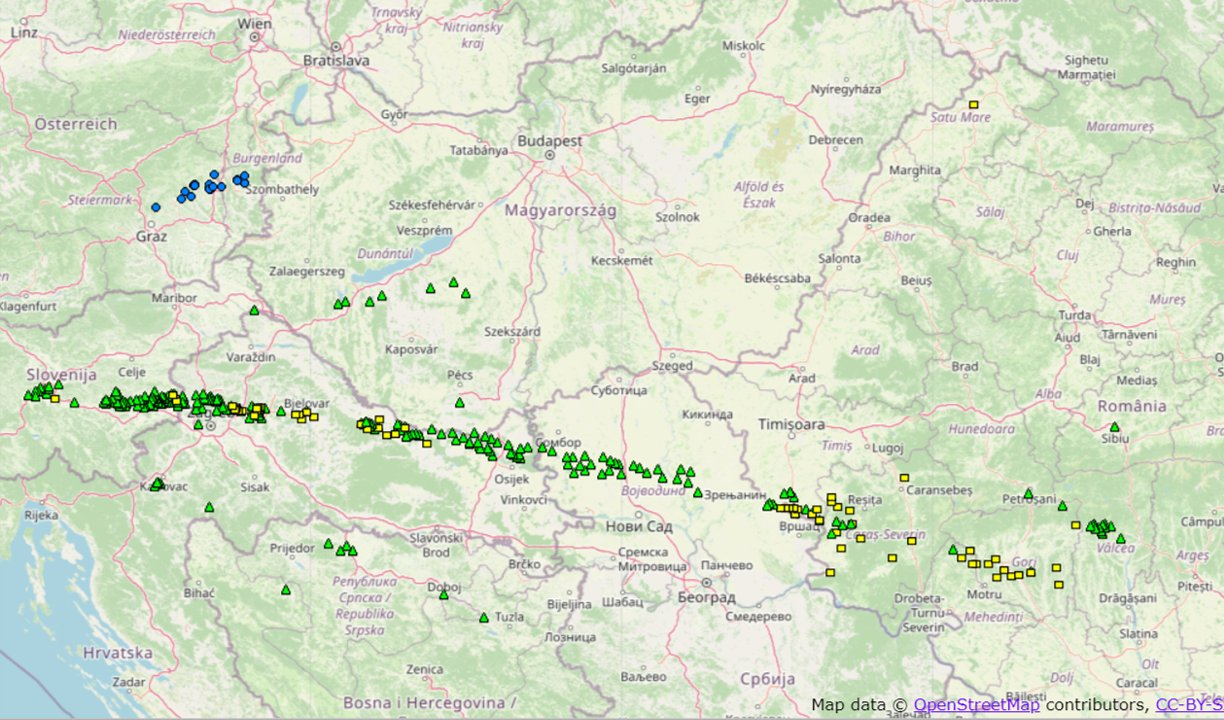 Linz
Wien
Trnavský
kraj
Nitriansky
kraj
Niederösterreich
Bratislava
Miskolc
Salgótarján
Sighetu
Marmației
Nyíregyháza
Eger
Győr
Satu Mare
Österreich
Maramureș
Budapest
Debrecen
Tatabánya
Burgenland
Marghita
Szombathely
Alföld és
Észak
Steiermark
Székesfehérvár
Magyarország
Szolnok
Sălaj
Dej
Bistrița-Năsăud
Oradea
Graz
Veszprém
Bihor
Gherla
Dunántúl
Kecskemét
Salonta
Cluj
Reghin
Zalaegerszeg
Békéscsaba
Beiuș
Klagenfurt
Maribor
Mureș
Turda
Szekszárd
Aiud
Târnăveni
Kaposvár
Arad
Varaždin
Blaj
Celje
Szeged
Brad
Slovenija
Pécs
Arad
Mediaș
Суботица
Alba
Bjelovar
România
Кикинда
Timișoara
Hunedoara
Sibiu
Сомбор
Timiș
Lugoj
Osijek
Karlovac
Sisak
Војводина
Зрењанин
Caransebeș
Vinkovci
Reșița
Petroșani
Rijeka
Нови Сад
Вршац
Câmpu
Caraș-Severin
Slavonski
Brod
Prijedor
Сремска
Митровица
Vâlcea
Argeș
Brčko
Панчево
Gorj
Република
Српска /
Republika
Srpska
Bihać
Doboj
Pitești
Motru
Bijeljina
Шабац
Београд
Drobeta-
Turnu
Severin
Drăgășani
Tuzla
Смедерево
Mehedinți
Лозница
Slatina
Hrvatska
Olt
Zenica
Ваљево
Србија
Dolj
Caracal
Zadar
Băilești
Bosna i Hercegovina /
Map data © OpenStreetMap contributors, CC-BY-S